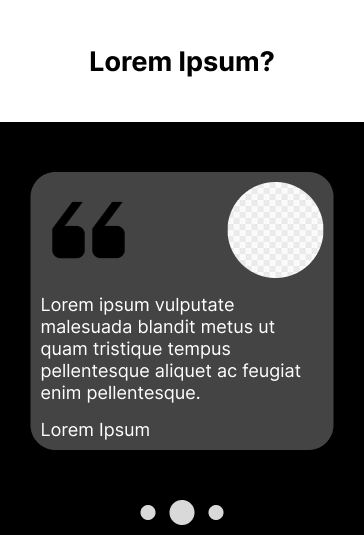 Lorem Ipsum?
“
Lorem ipsum vulputate
malesuada blandit metus ut
quam tristique tempus
pellentesque aliquet ac feugiat
enim pellentesque.
Lorem Ipsum